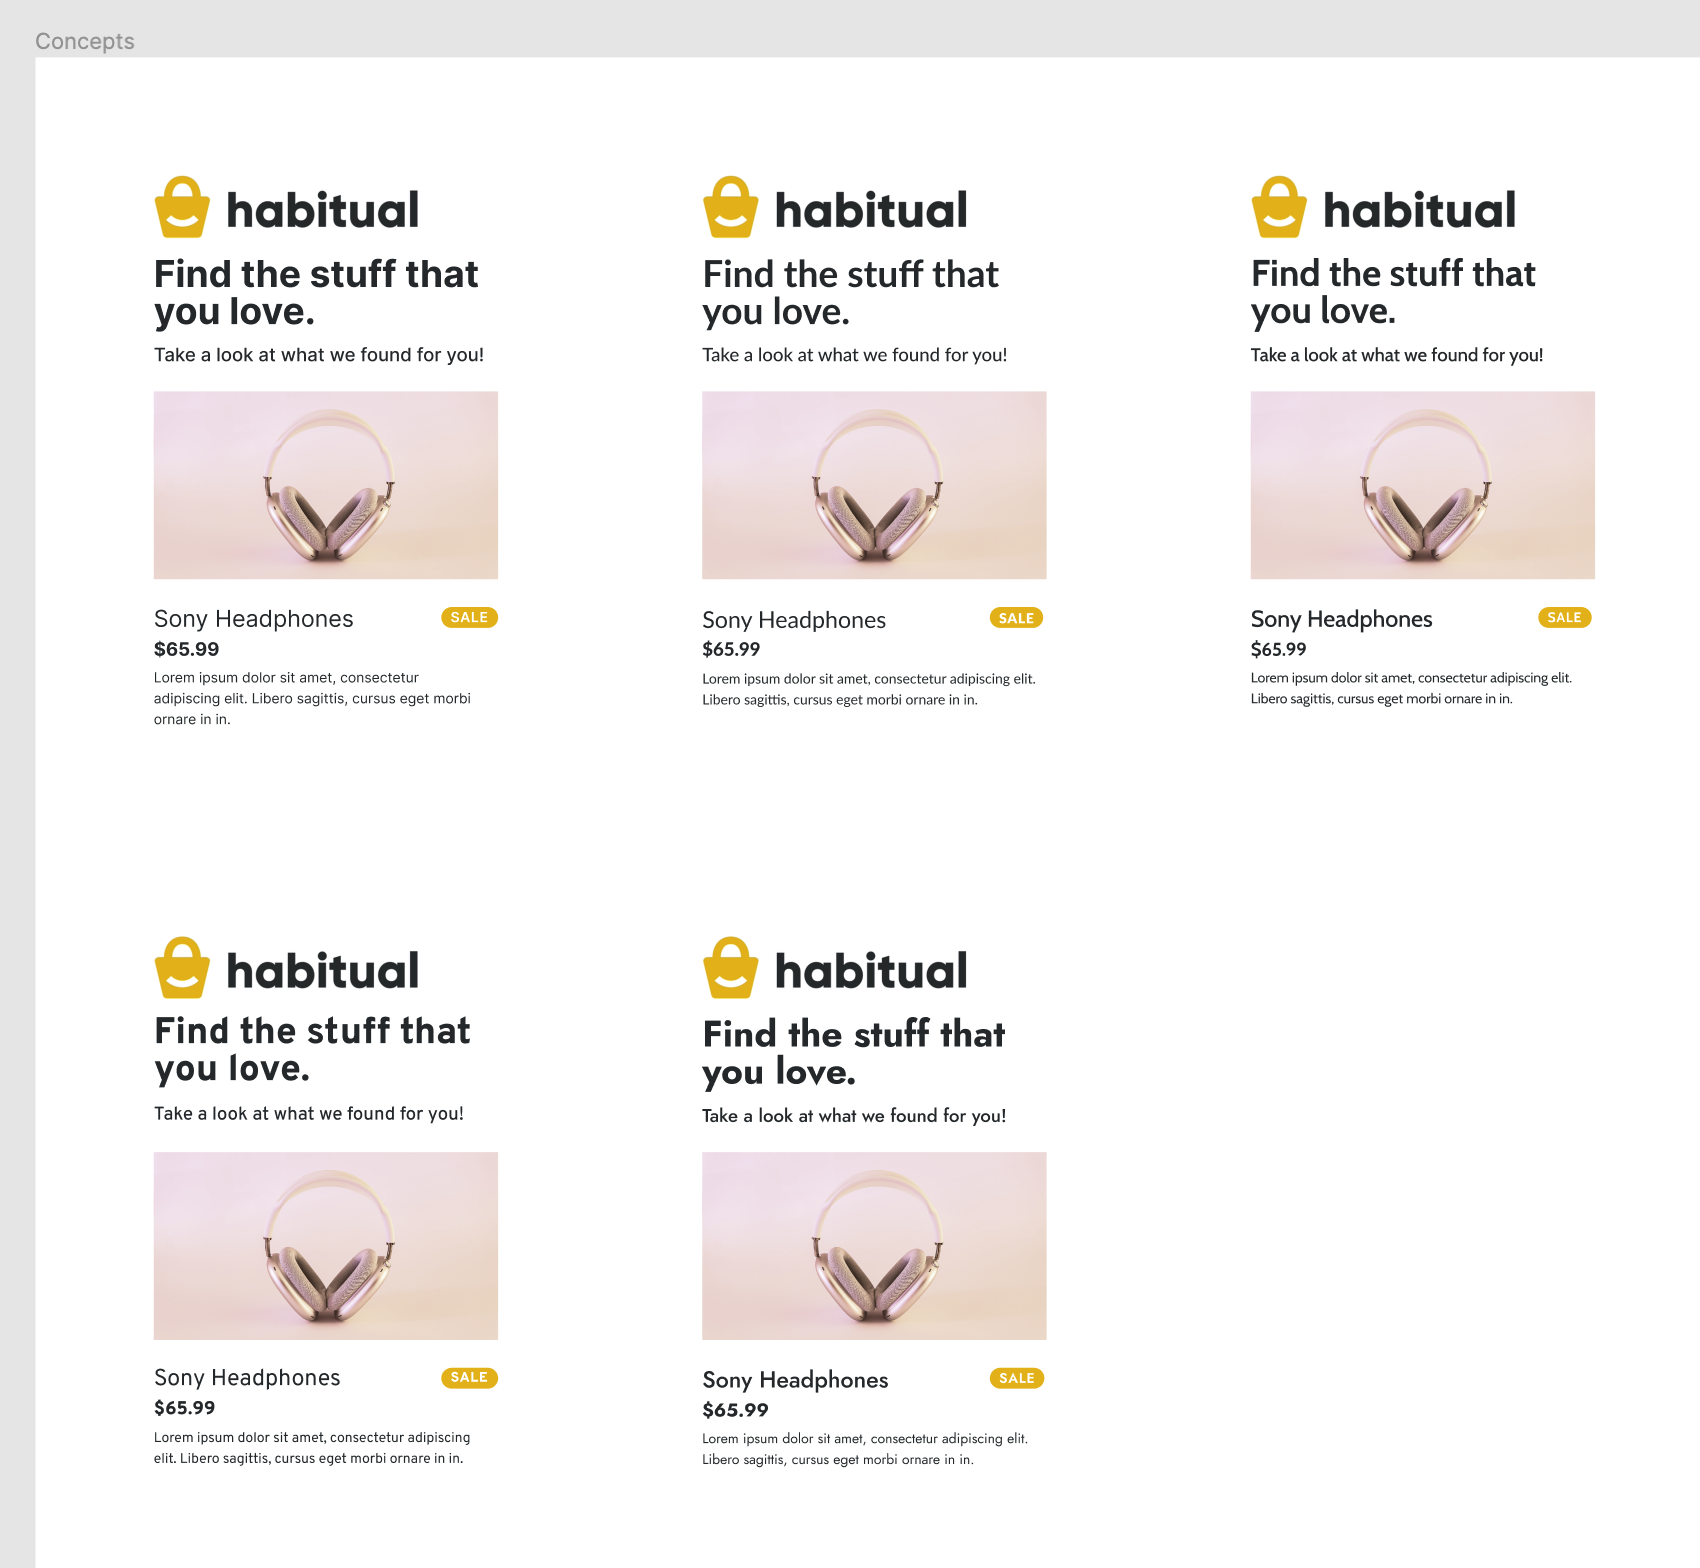 Concepts
habitual
Find the stuff that
you love.
Take a look at what we found for you!
Sony Headphones
SALE
$65.99
Lorem ipsum dolor sit amet, consectetur
adipiscing elit. Libero sagittis, cursus eget morbi
ornare in in.
habitual
Find the stuff that
you love.
Take a look at what we found for you!
Sony Headphones
SALE
$65.99
Lorem ipsum dolor sit amet, consectetur adipiscing elit.
Libero sagittis, cursus eget morbi ornare in in.
habitual
Find the stuff that
you love.
Take a look at what we found for you!
Sony Headphones
SALE
$65.99
Lorem ipsum dolor sit amet, consectetur adipiscing elit.
Libero sagittis, cursus eget morbi ornare in in.
habitual
Find the stuff that
you love.
Take a look at what we found for you!
Sony Headphones
SALE
$65.99
Lorem ipsum dolor sit amet, consectetur adipiscing
elit. Libero sagittis, cursus eget morbi ornare in in.
habitual
Find the stuff that
you love.
Take a look at what we found for you!
Sony Headphones
SALE
$65.99
Lorem ipsum dolor sit amet, consectetur adipiscing elit.
Libero sagittis, cursus eget morbi ornare in in.